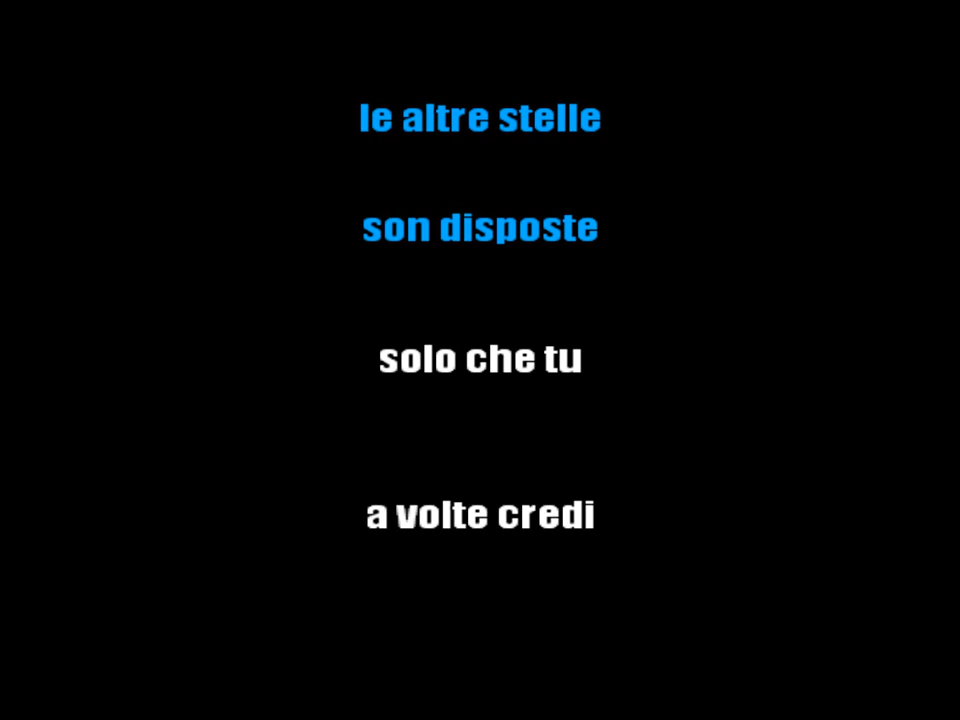 le altre stelle
son disposte
solo che tu
a volte credi